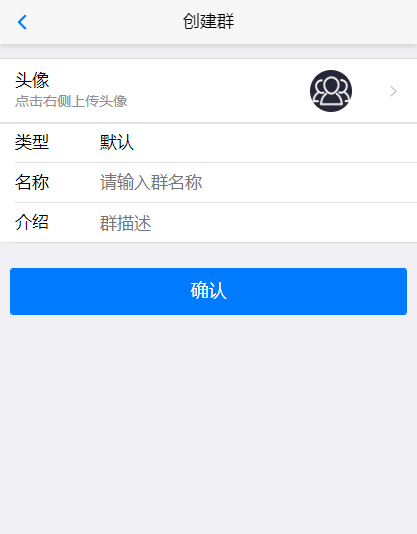 创建群
头像
点击右侧上传头像
类型 默认
名称 请输入群名称
介绍 群描述
确认